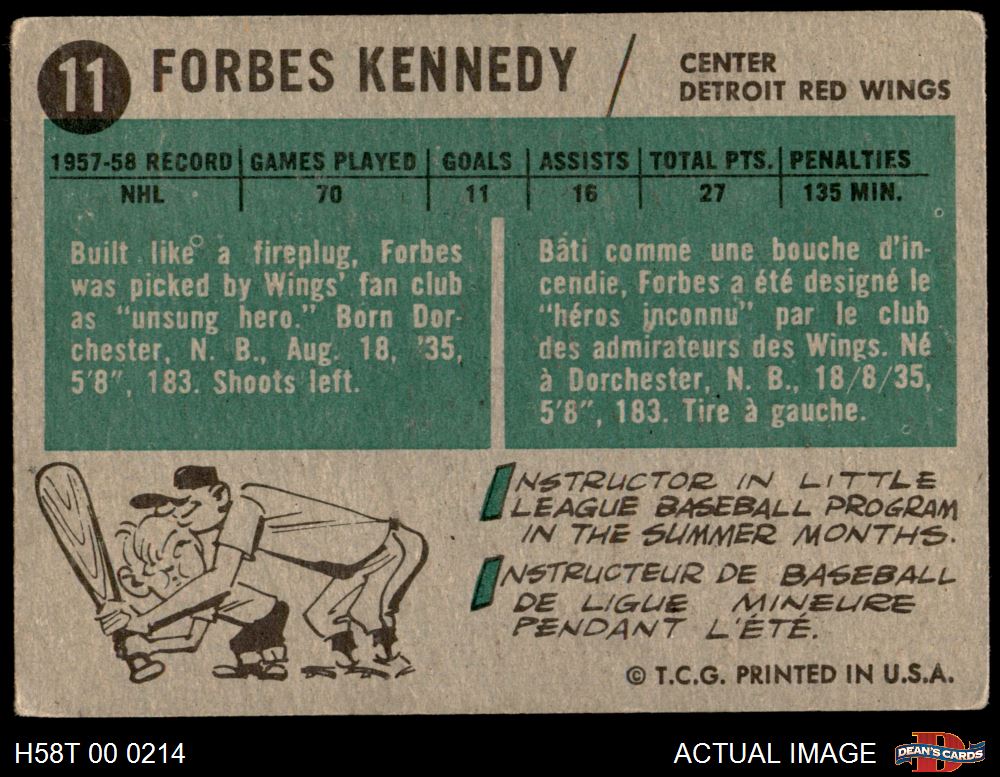 11 FORBES KENNEDY
CENTER
DETROIT RED WINGS
1957-58 RECORD GAMES PLAYED GOALS ASSISTS TOTAL PTS. PENALTIES
NHL 70 11 16 27 135 MIN.
Built like a fireplug, Forbes
was picked by Wings' fan club
as "unsung hero." Born Dor-
chester, N. B., Aug. 18, '35,
5'8", 183. Shoots left.
Bâti comme une bouche d'in-
cendie, Forbes a été designé le
"héros inconnu" par le club
des admirateurs des Wings. Né
à Dorchester, N. B., 18/8/35,
5'8", 183. Tire à gauche.
INSTRUCTOR IN LITTLE
LEAGUE BASEBALL PROGRAM
IN THE SUMMER MONTHS.
INSTRUCTEUR DE BASEBALL
DE LIGUE MINEURE
PENDANT L'ÉTÉ.
© T.C.G. PRINTED IN U.S.A.
H58T 00 0214
ACTUAL IMAGE
D
DEAN'S CARDS